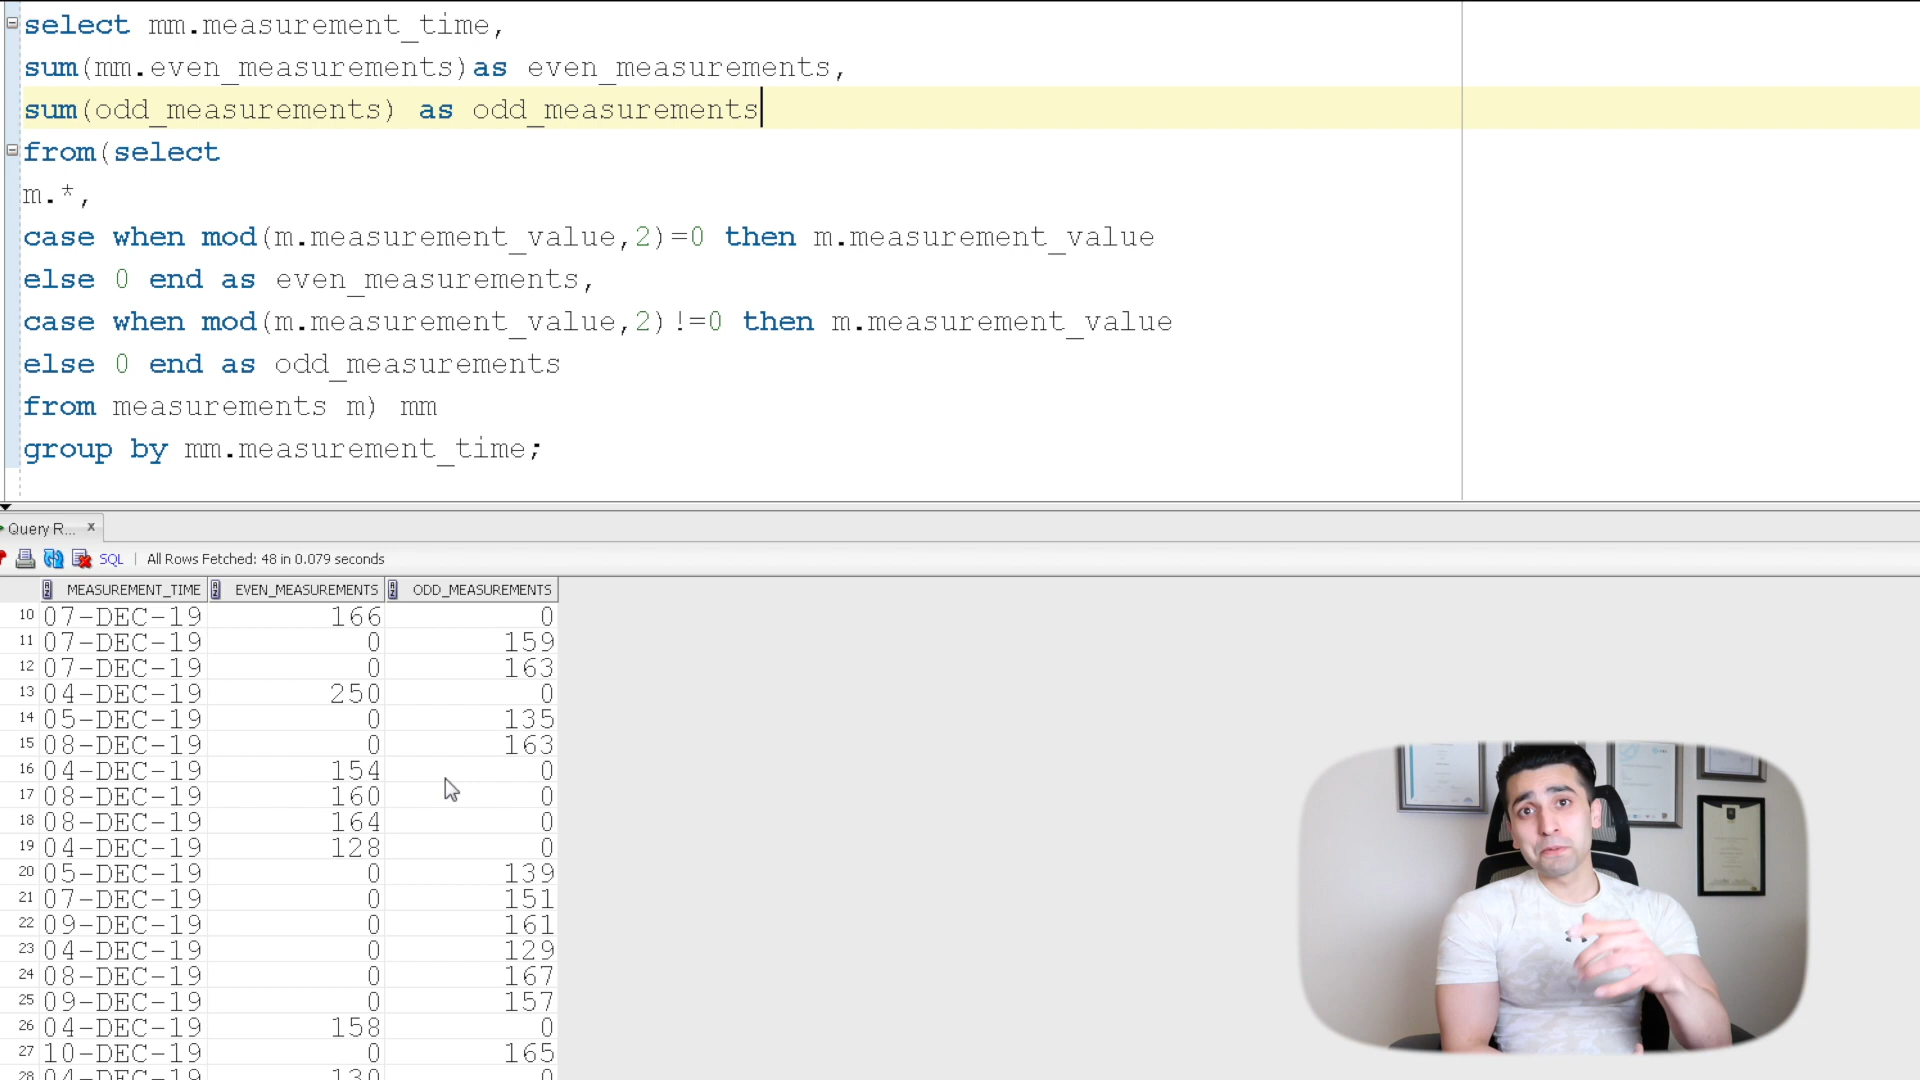 select mm.measurement_time,
sum(mm.even_measurements)as even_measurements,
sum(odd_measurements) as odd_measurements
from(select
m.*,
case when mod(m.measurement_value,2)=0 then m.measurement_value
else 0 end as even_measurements,
case when mod(m.measurement_value,2)!=0 then m.measurement_value
else 0 end as odd_measurements
from measurements m) mm
group by mm.measurement_time;
Query R... x
SQL | All Rows Fetched: 48 in 0.079 seconds
MEASUREMENT_TIME EVEN_MEASUREMENTS ODD_MEASUREMENTS
10 07-DEC-19 166 0
11 07-DEC-19 0 159
12 07-DEC-19 0 163
13 04-DEC-19 250 0
14 05-DEC-19 0 135
15 08-DEC-19 0 163
16 04-DEC-19 154 0
17 08-DEC-19 160 0
18 08-DEC-19 164 0
19 04-DEC-19 128 0
20 05-DEC-19 0 139
21 07-DEC-19 0 151
22 09-DEC-19 0 161
23 04-DEC-19 0 129
24 08-DEC-19 0 167
25 09-DEC-19 0 157
26 04-DEC-19 158 0
27 10-DEC-19 0 165
28 04-DEC-19 130 0